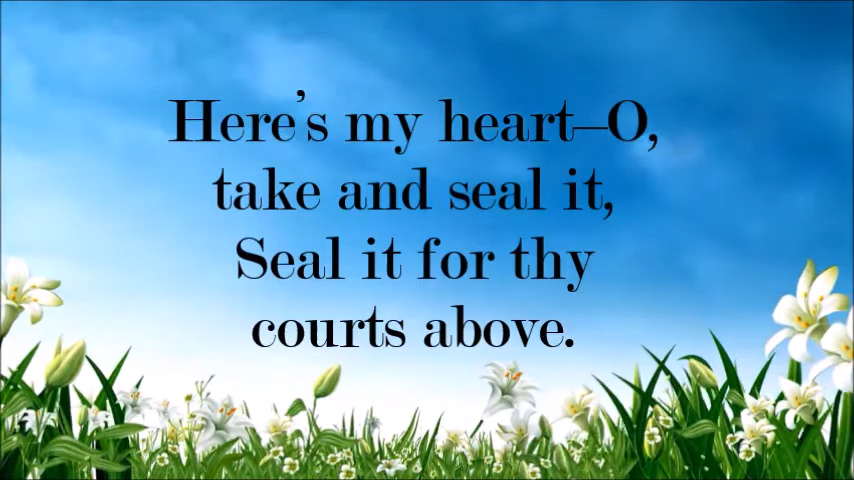 Here's my heart—O,
take and seal it,
Seal it for thy
courts above.